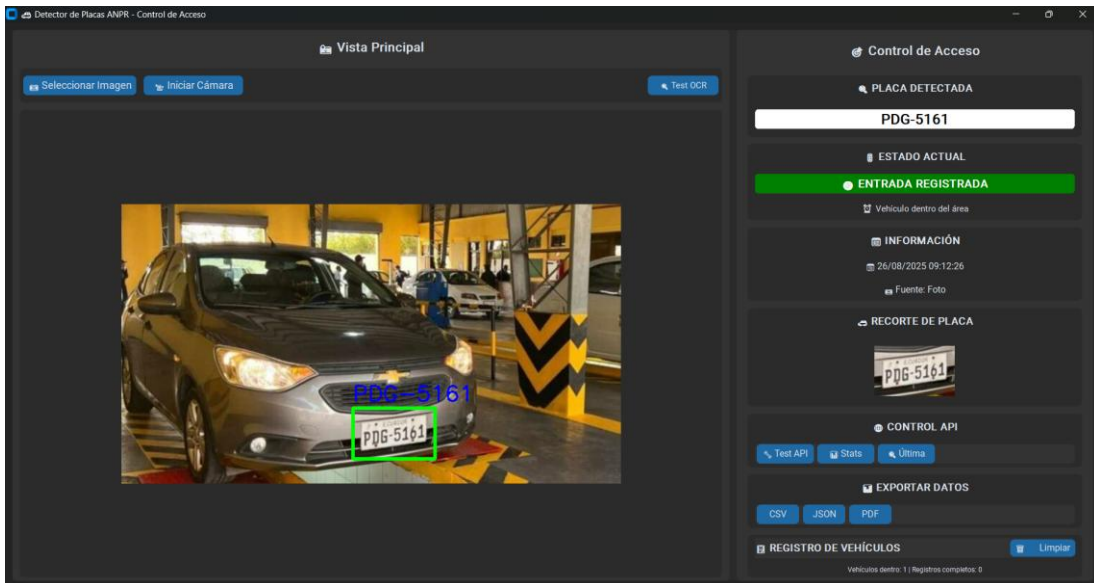 Detector de Placas ANPR - Control de Acceso
Vista Principal
Seleccionar Imagen
Iniciar Cámara
Test OCR
PDG-5161
ECUADOR
PDG-5161
Control de Acceso
PLACA DETECTADA
PDG-5161
ESTADO ACTUAL
ENTRADA REGISTRADA
Vehículo dentro del área
INFORMACIÓN
26/08/2025 09:12:26
Fuente: Foto
RECORTE DE PLACA
ECUADOR
PDG-5161
CONTROL API
Test API
Stats
Última
EXPORTAR DATOS
CSV
JSON
PDF
REGISTRO DE VEHÍCULOS
Limpiar
Vehículos dentro: 1 | Registros completos: 0